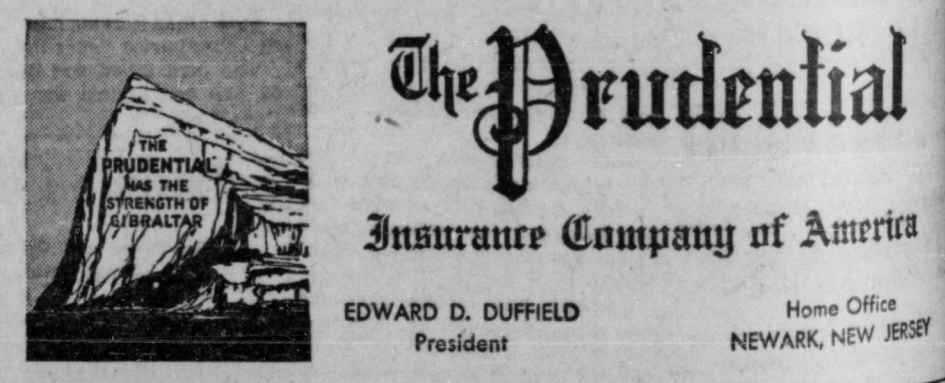 THE
PRUDENTIAL
HAS THE
STRENGTH OF
GIBRALTAR
The Prudential
Insurance Company of America
EDWARD D. DUFFIELD
President
Home Office
NEWARK, NEW JERSEY